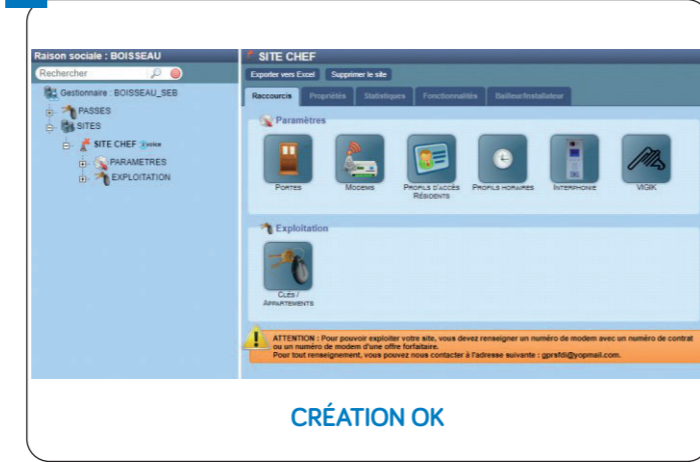 Raison sociale : BOISSEAU
Rechercher
Gestionnaire : BOISSEAU_SEB
PASSES
SITES
SITE CHEF
PARAMETRES
EXPLOITATION
SITE CHEF
Exporter vers Excel Supprimer le site
Raccourcis Propriétés Statistiques Fonctionnalités Bailleur/Installateur
Paramètres
PORTES
MODEMS
PROFILS D'ACCÈS
RÉSIDENTS
PROFILS HORAIRES
INTERPHONIE
VIGIK
Exploitation
CLÉS /
APPARTEMENTS
ATTENTION : Pour pouvoir exploiter votre site, vous devez renseigner un numéro de modem avec un numéro de contrat
ou un numéro de modem d'une offre forfaitaire.
Pour tout renseignement, vous pouvez nous contacter à l'adresse suivante : gprsfdi@yopmail.com.
CRÉATION OK